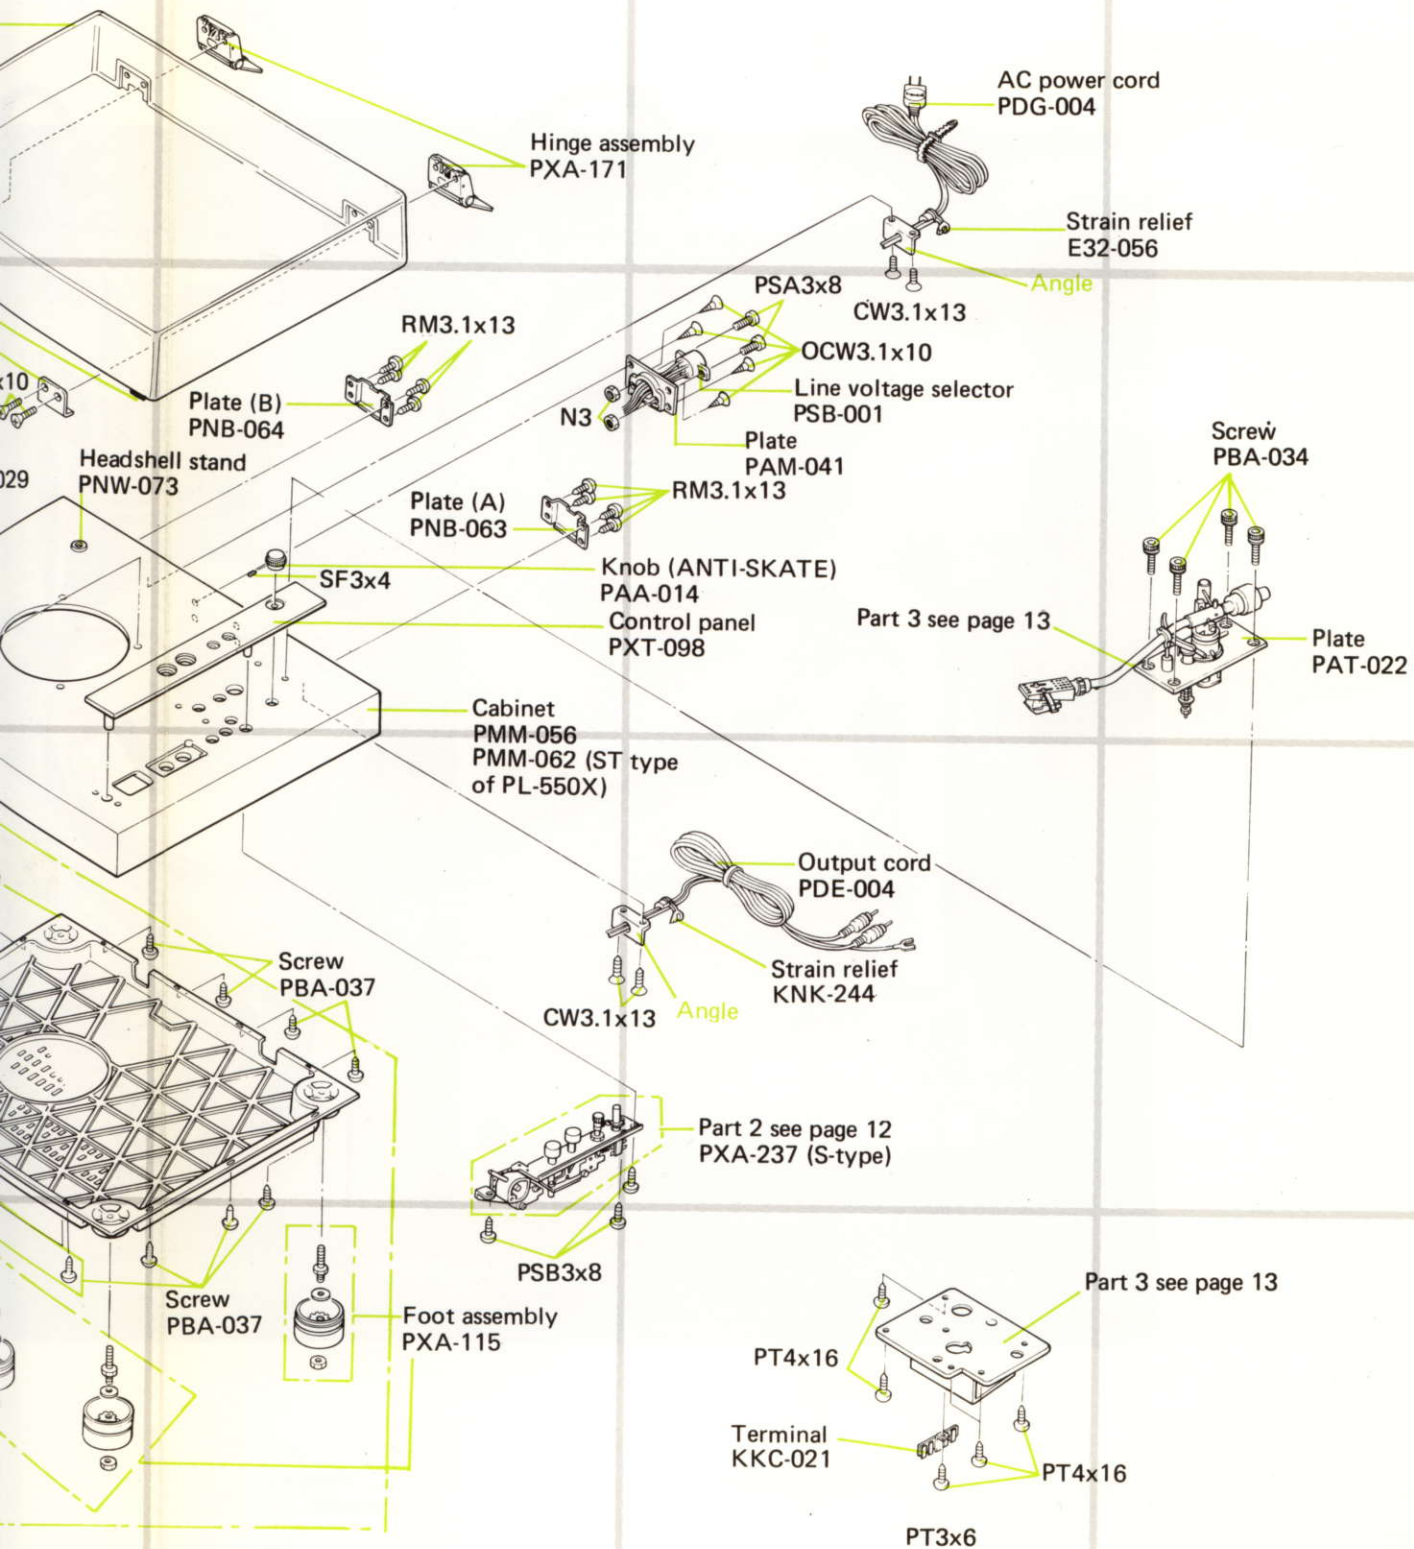 AC power cord
PDG-004
Hinge assembly
PXA-171
Strain relief
E32-056
Angle
PSA3x8
CW3.1x13
RM3.1x13
OCW3.1x10
x10
Plate (B)
PNB-064
Line voltage selector
PSB-001
N3
Plate
PAM-041
Screw
PBA-034
029
Headshell stand
PNW-073
Plate (A)
PNB-063
RM3.1x13
SF3x4
Knob (ANTI-SKATE)
PAA-014
Control panel
PXT-098
Part 3 see page 13
Plate
PAT-022
Cabinet
PMM-056
PMM-062 (ST type
of PL-550X)
Output cord
PDE-004
Screw
PBA-037
Strain relief
KNK-244
CW3.1x13
Angle
Part 2 see page 12
PXA-237 (S-type)
PSB3x8
Screw
PBA-037
Foot assembly
PXA-115
Part 3 see page 13
PT4x16
Terminal
KKC-021
PT4x16
PT3x6